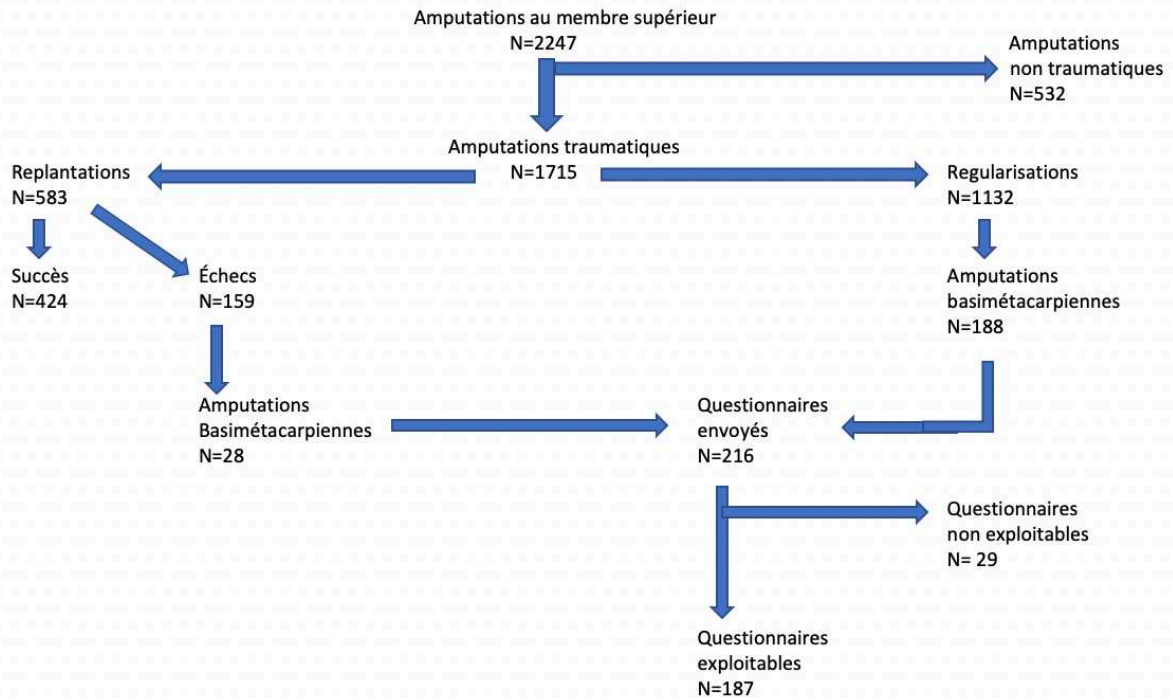 Amputations au membre supérieur
N=2247
Amputations
non traumatiques
N=532
Amputations traumatiques
N=1715
Replantations
N=583
Regularisations
N=1132
Succès
N=424
Échecs
N=159
Amputations
basimétacarpiennes
N=188
Amputations
Basimétacarpiennes
N=28
Questionnaires
envoyés
N=216
Questionnaires
non exploitables
N= 29
Questionnaires
exploitables
N=187